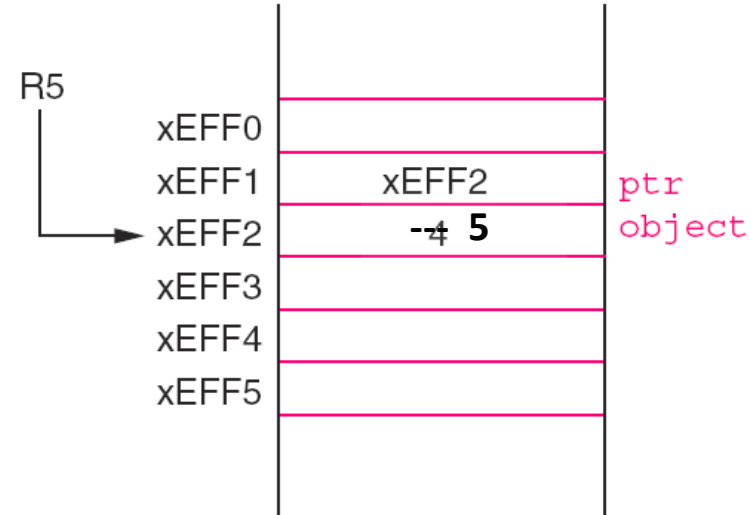 R5
xEFF0
xEFF1 xEFF2 ptr
xEFF2 --4 5 object
xEFF3
xEFF4
xEFF5